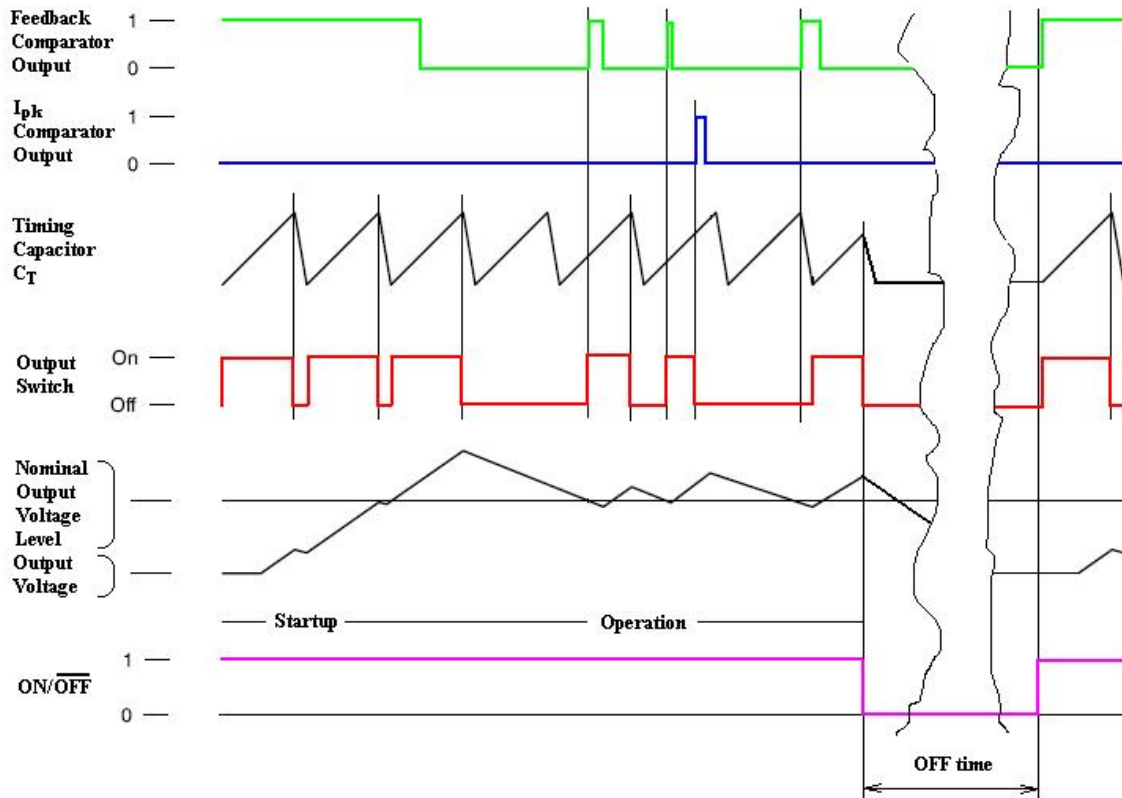 Feedback
Comparator
Output
1
0
Ipk
Comparator
Output
1
0
Timing
Capacitor
CT
Output
Switch
On
Off
Nominal
Output
Voltage
Level
Output
Voltage
Startup
Operation
ON/OFF
1
0
OFF time